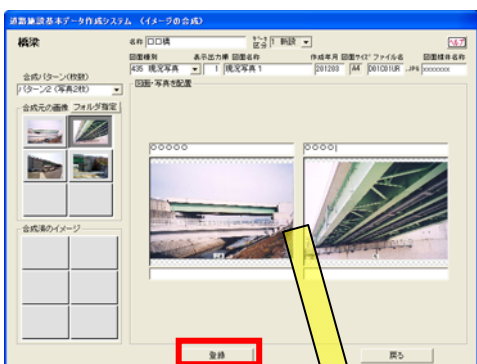 道路施設基本データ作成システム (イメージの合成)
橋梁
名称 □□橋 データ区分 1 新設 ヘルプ
図面種別 表示出力順 図面名称 作成年月 図面サイズ ファイル名 図面媒体名称
435 現況写真 1 現況写真1 201203 A4 D01C01UR .JPG xxxxxxx
合成パターン(枚数)
パターン2 (写真2枚)
図面・写真を配置
合成元の画像 フォルダ指定
○○○○○ ○○○○
合成済のイメージ
登録 戻る